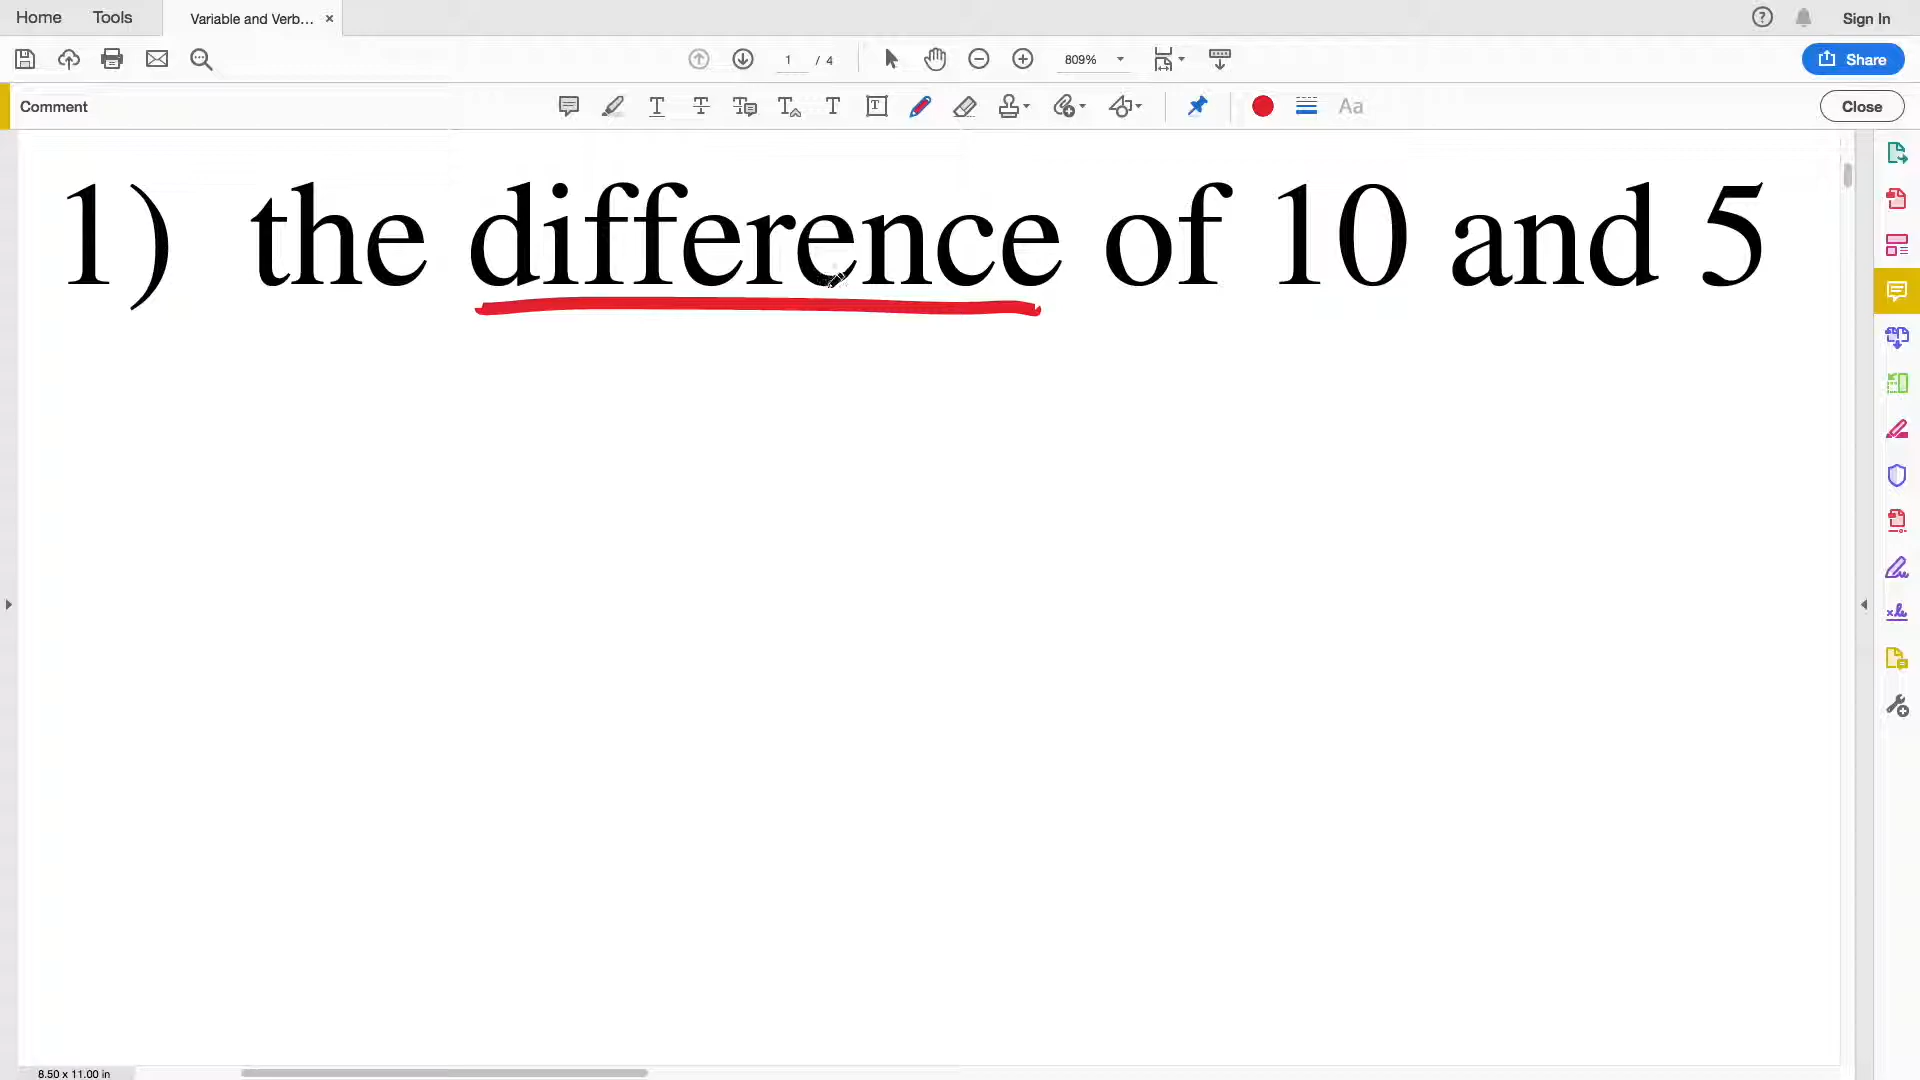 Home Tools Variable and Verb... × Sign In
1 / 4 809% Share
Comment Aa Close
1) the difference of 10 and 5
8.50 x 11.00 in